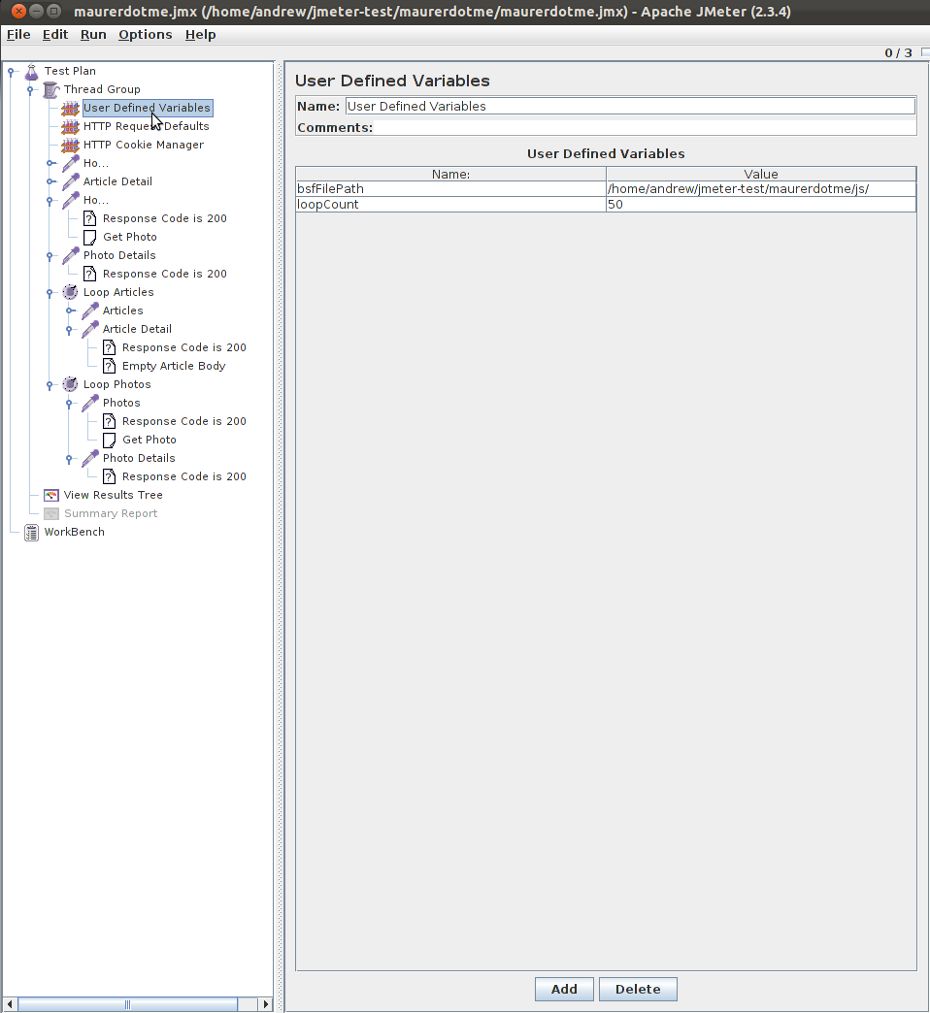 maurerdotme.jmx (/home/andrew/jmeter-test/maurerdotme/maurerdotme.jmx) - Apache JMeter (2.3.4)
File Edit Run Options Help
0 / 3
Test Plan
Thread Group
User Defined Variables
HTTP Reque Defaults
HTTP Cookie Manager
Ho...
Article Detail
Ho...
Response Code is 200
Get Photo
Photo Details
Response Code is 200
Loop Articles
Articles
Article Detail
Response Code is 200
Empty Article Body
Loop Photos
Photos
Response Code is 200
Get Photo
Photo Details
Response Code is 200
View Results Tree
Summary Report
WorkBench
User Defined Variables
Name: User Defined Variables
Comments:
User Defined Variables
Name: Value
bsfFilePath /home/andrew/jmeter-test/maurerdotme/js/
loopCount 50
Add Delete